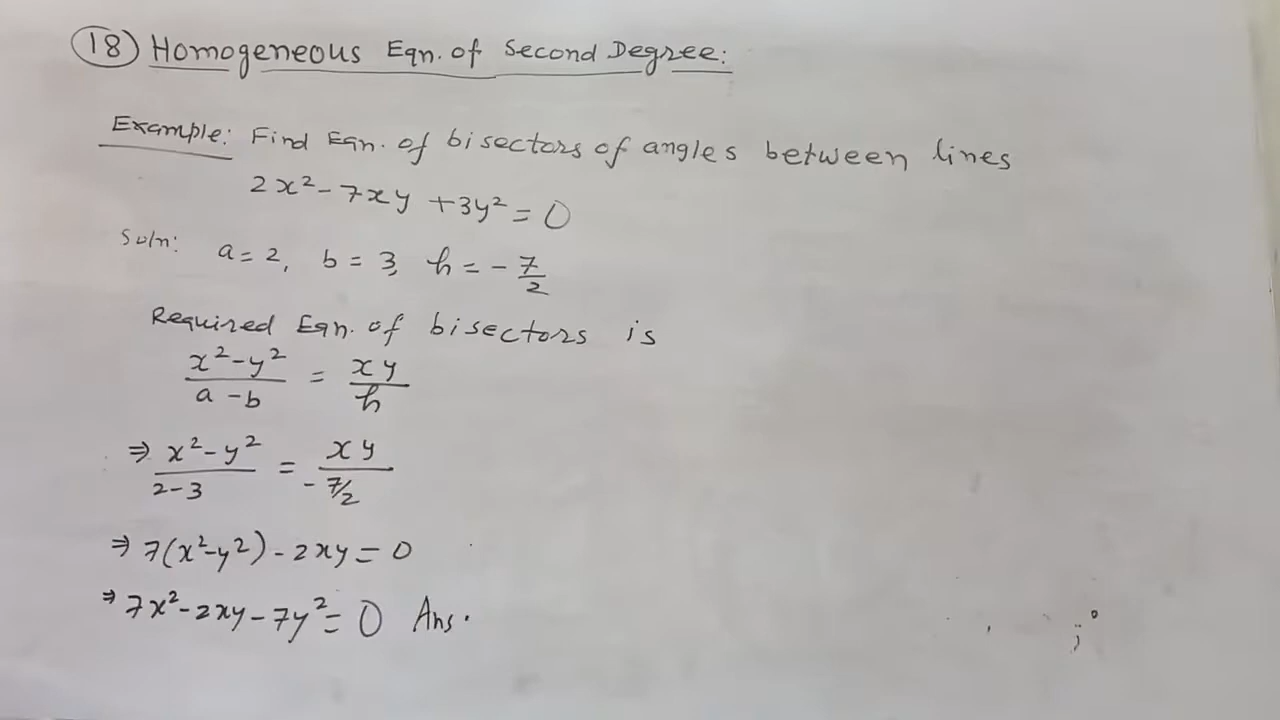 (18) Homogeneous Eqn. of Second Degree:
Example: Find Eqn. of bisectors of angles between lines
2x² - 7xy + 3y² = 0
Soln: a = 2, b = 3, h = - 7/2
Required Eqn. of bisectors is
(x² - y²)/(a - b) = xy/h
⇒ (x² - y²)/(2 - 3) = xy/(- 7/2)
⇒ 7(x² - y²) - 2xy = 0
⇒ 7x² - 2xy - 7y² = 0 Ans.